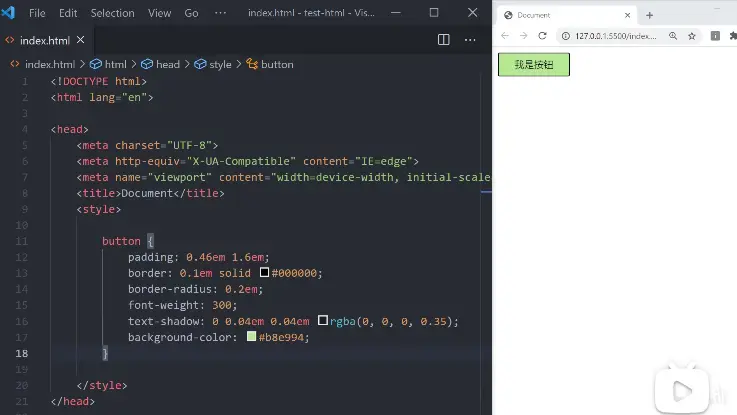 File Edit Selection View Go ··· index.html - test-html - Vis...
index.html
index.html > html > head > style > button
1 <!DOCTYPE html>
2 <html lang="en">
3
4 <head>
5 <meta charset="UTF-8">
6 <meta http-equiv="X-UA-Compatible" content="IE=edge">
7 <meta name="viewport" content="width=device-width, initial-scale
8 <title>Document</title>
9 <style>
10
11 button {
12 padding: 0.46em 1.6em;
13 border: 0.1em solid #000000;
14 border-radius: 0.2em;
15 font-weight: 300;
16 text-shadow: 0 0.04em 0.04em rgba(0, 0, 0, 0.35);
17 background-color: #b8e994;
18 }
19
20 </style>
21 </head>
22
Document
127.0.0.1:5500/index....
我是按钮